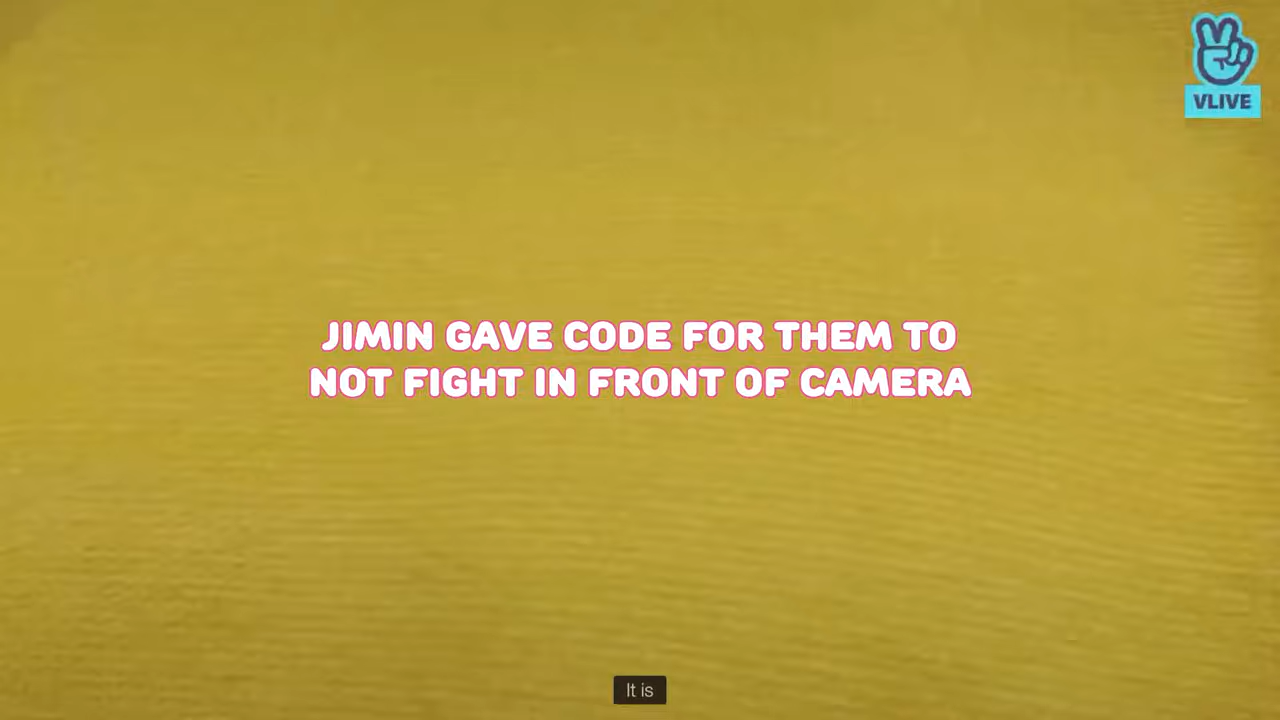 VLIVE
JIMIN GAVE CODE FOR THEM TO
NOT FIGHT IN FRONT OF CAMERA
It is